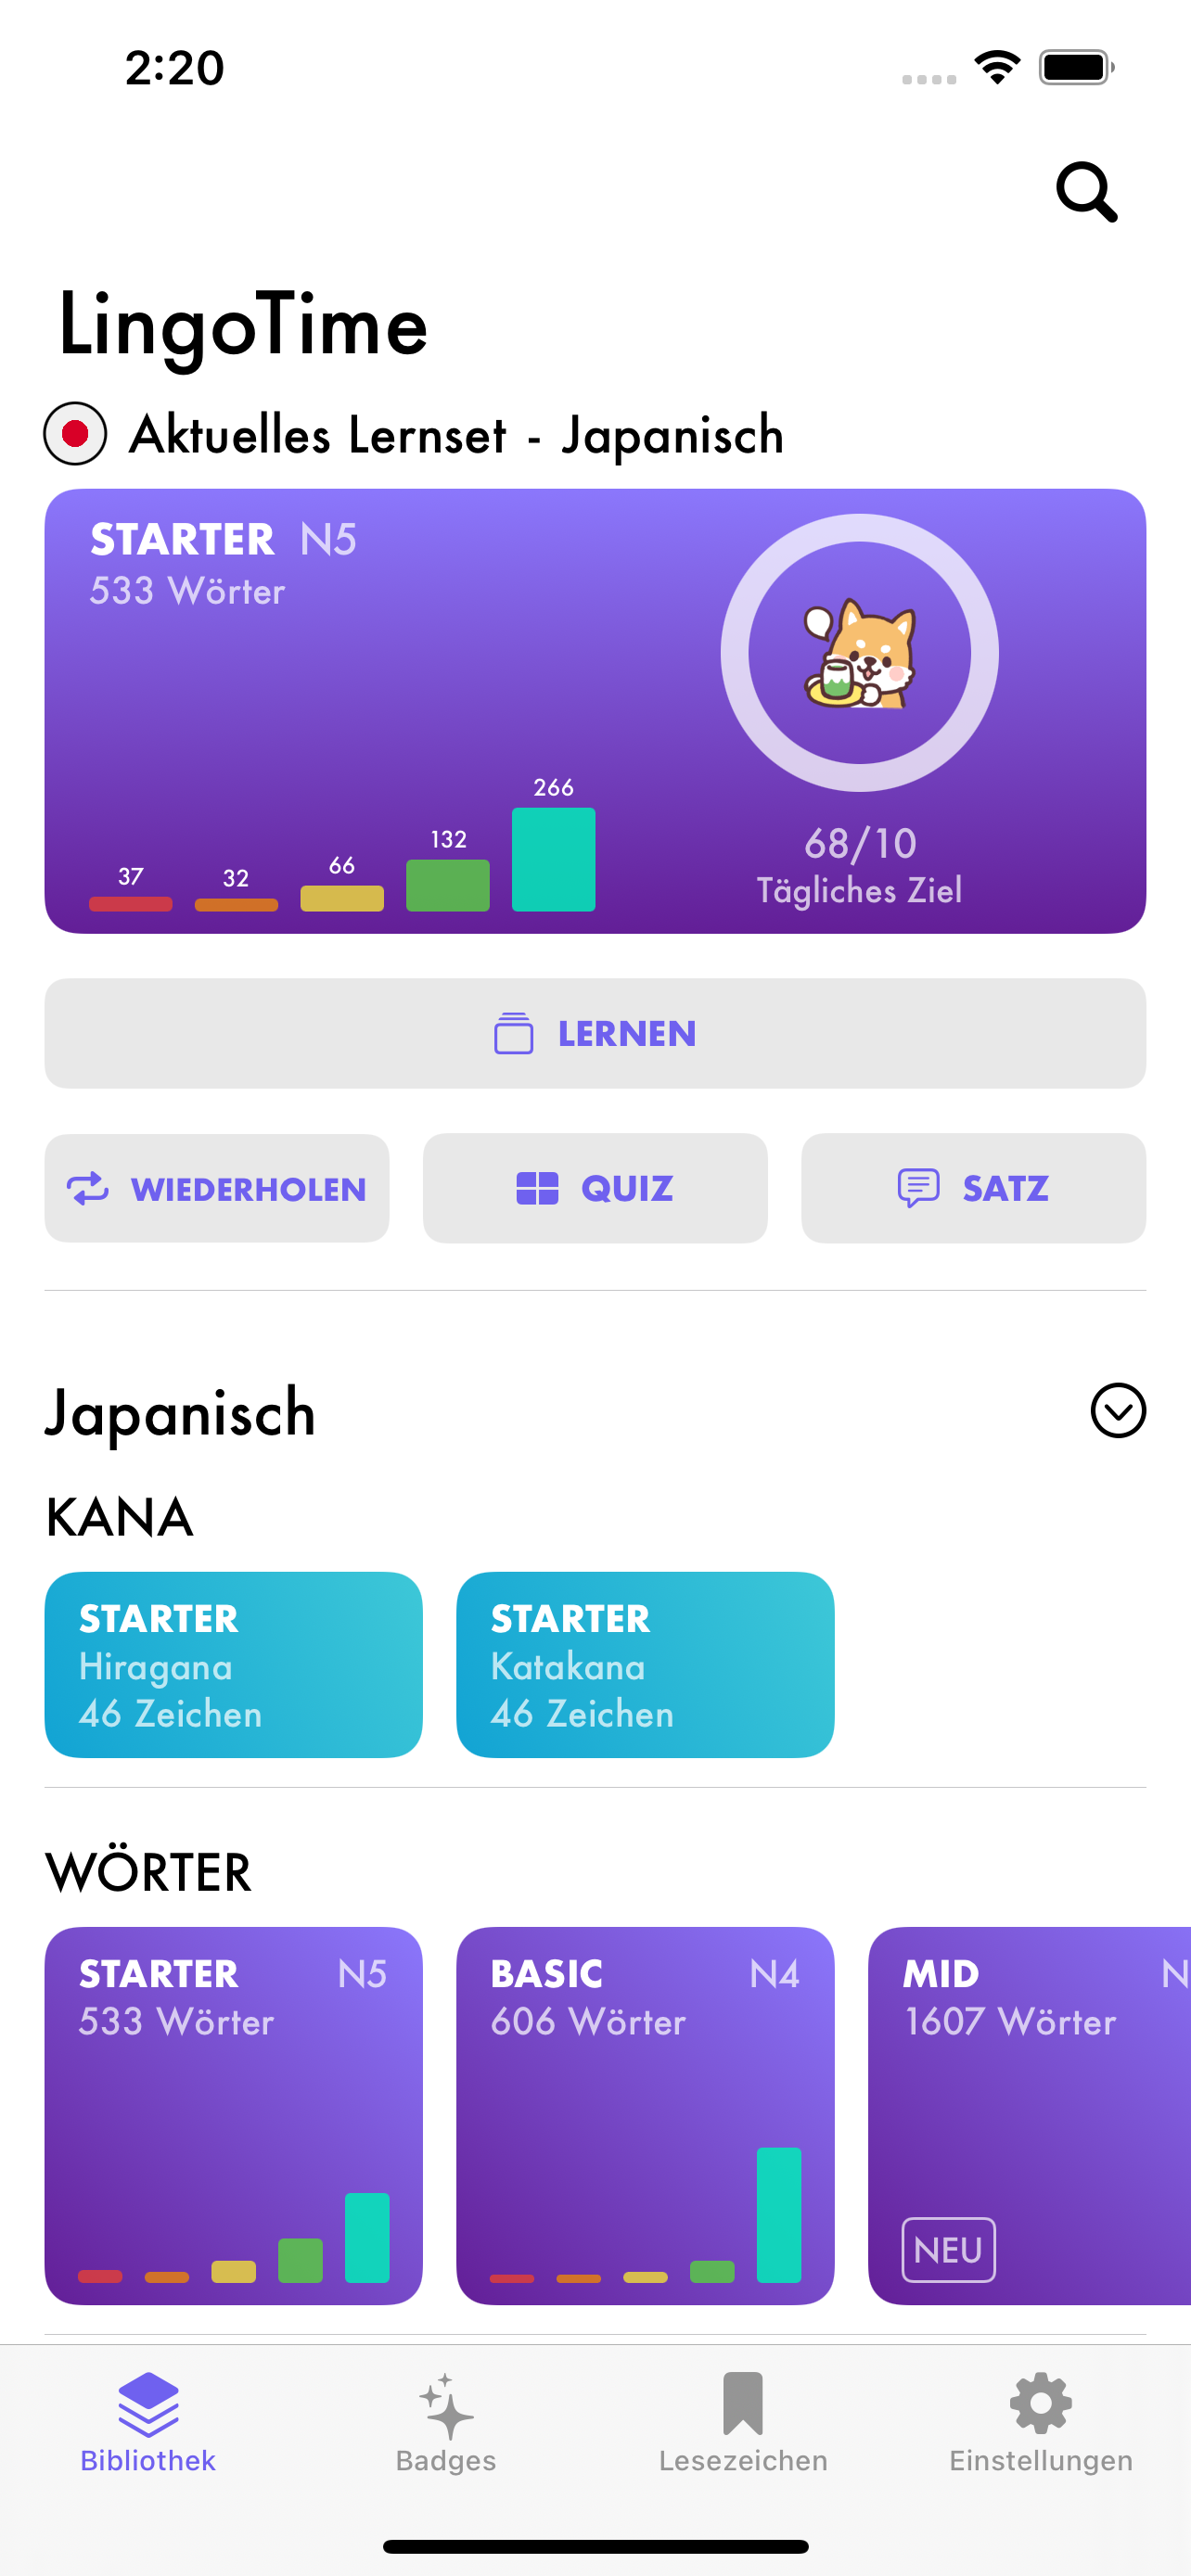 2:20
LingoTime
Aktuelles Lernset - Japanisch
STARTER N5
533 Wörter
37
32
66
132
266
68/10
Tägliches Ziel
LERNEN
WIEDERHOLEN
QUIZ
SATZ
Japanisch
KANA
STARTER
Hiragana
46 Zeichen
STARTER
Katakana
46 Zeichen
WÖRTER
STARTER N5
533 Wörter
BASIC N4
606 Wörter
MID N
1607 Wörter
NEU
Bibliothek
Badges
Lesezeichen
Einstellungen